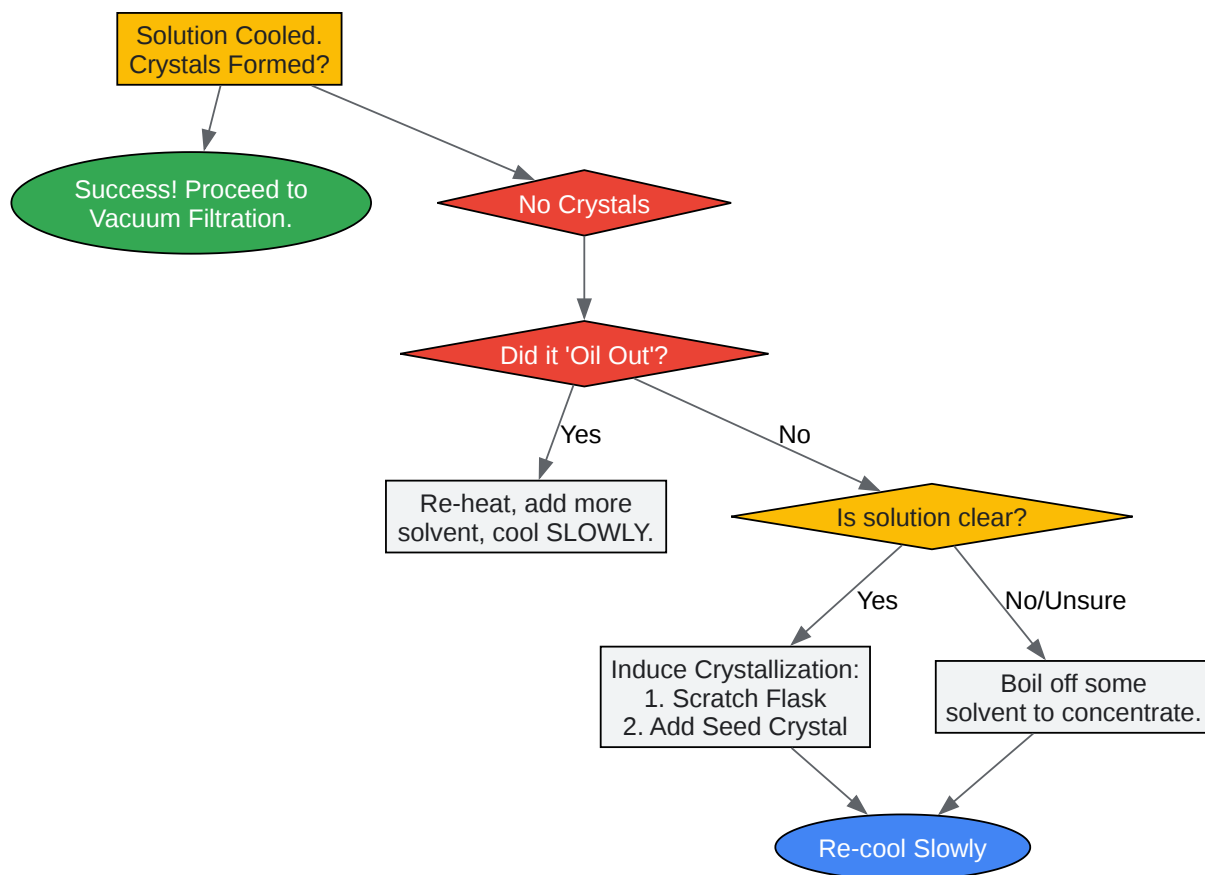 Solution Cooled.
Crystals Formed?
Success! Proceed to
Vacuum Filtration.
No Crystals
Did it 'Oil Out'?
Yes
No
Re-heat, add more
solvent, cool SLOWLY.
Is solution clear?
Yes
No/Unsure
Induce Crystallization:
1. Scratch Flask
2. Add Seed Crystal
Boil off some
solvent to concentrate.
Re-cool Slowly